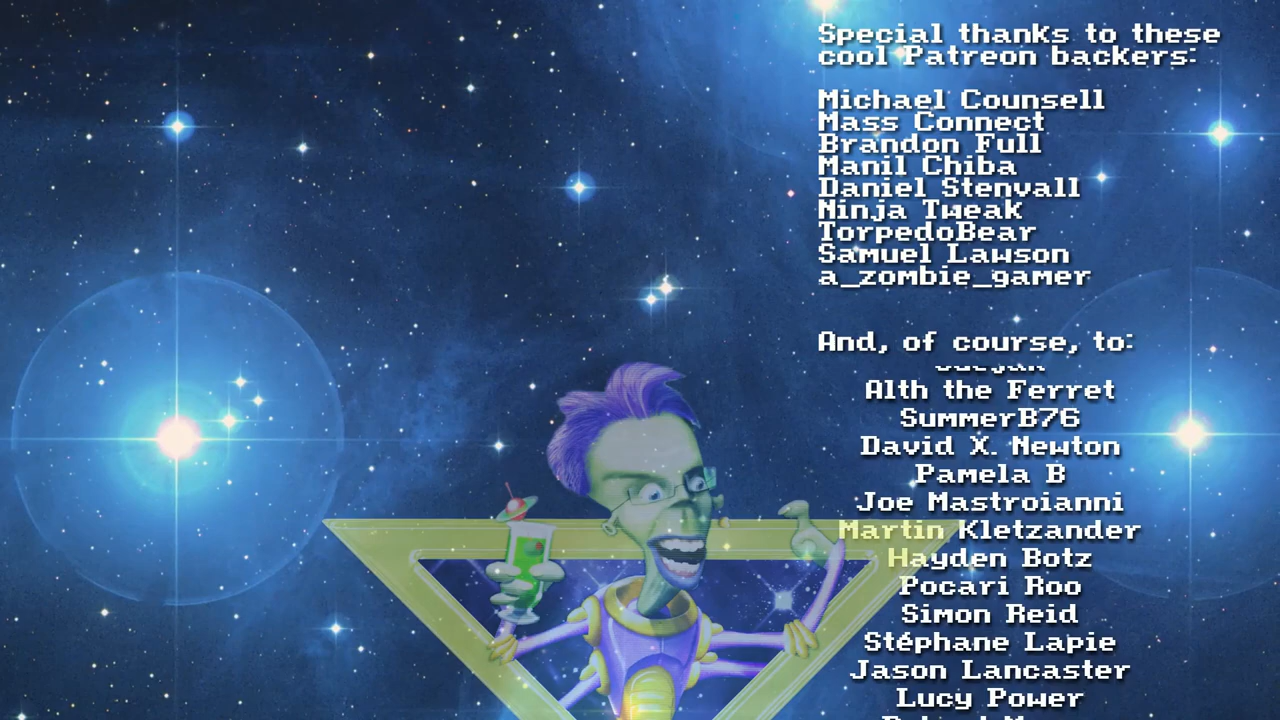 Special thanks to these
cool Patreon backers:
Michael Counsell
Mass Connect
Brandon Full
Manil Chiba
Daniel Stenvall
Ninja Tweak
TorpedoBear
Samuel Lawson
a_zombie_gamer
And, of course, to:
Alth the Ferret
SummerB76
David X. Newton
Pamela B
Joe Mastroianni
Martin Kletzander
Hayden Botz
Pocari Roo
Simon Reid
Stéphane Lapie
Jason Lancaster
Lucy Power